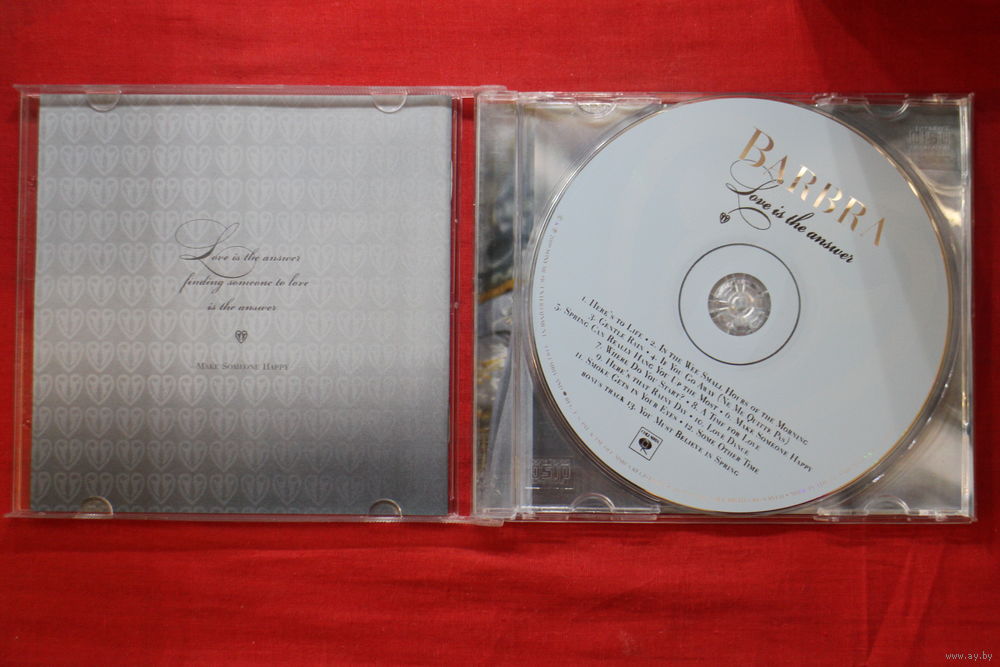 Love is the answer
finding someone to love
is the answer
Make Someone Happy
BARBRA
Love is the answer
1. Here's to Life • 2. In the Wee Small Hours of the Morning
3. Gentle Rain • 4. If You Go Away (Ne Me Quitte Pas)
5. Spring Can Really Hang You Up the Most • 6. Make Someone Happy
7. Where Do You Start? • 8. A Time for Love
9. Here's that Rainy Day • 10. Love Dance
11. Smoke Gets in Your Eyes • 12. Some Other Time
bonus track 13. You Must Believe in Spring
COLUMBIA
www.ay.by